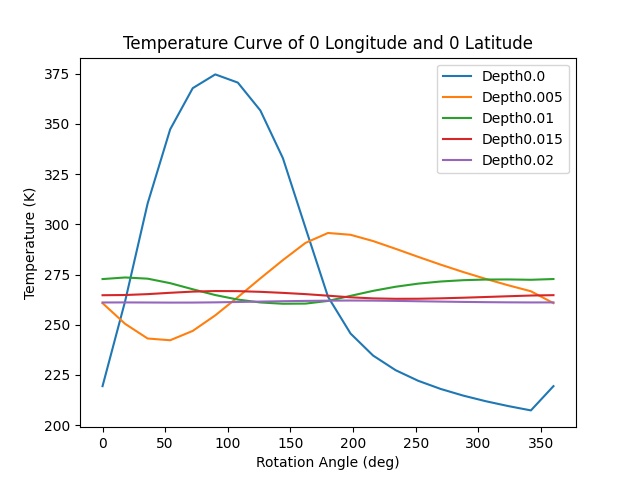 Temperature Curve of 0 Longitude and 0 Latitude
Temperature (K)
375
350
325
300
275
250
225
200
Depth0.0
Depth0.005
Depth0.01
Depth0.015
Depth0.02
0
50
100
150
200
250
300
350
Rotation Angle (deg)